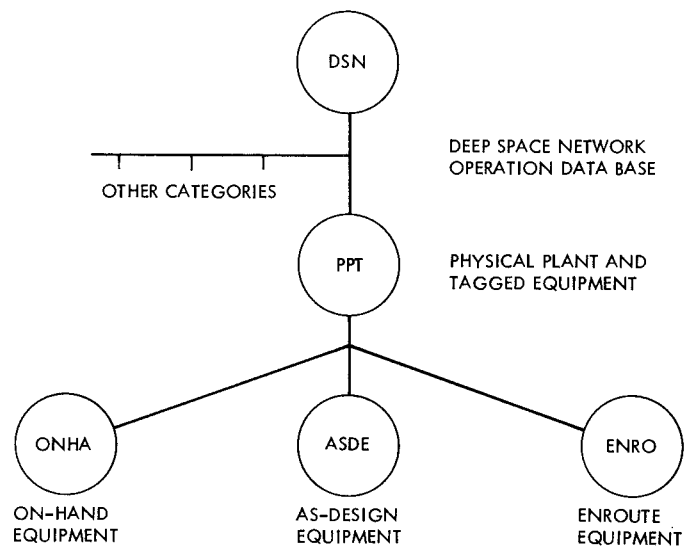 DSN
DEEP SPACE NETWORK
OPERATION DATA BASE
OTHER CATEGORIES
PPT
PHYSICAL PLANT AND
TAGGED EQUIPMENT
ONHA
ASDE
ENRO
ON-HAND
EQUIPMENT
AS-DESIGN
EQUIPMENT
ENROUTE
EQUIPMENT